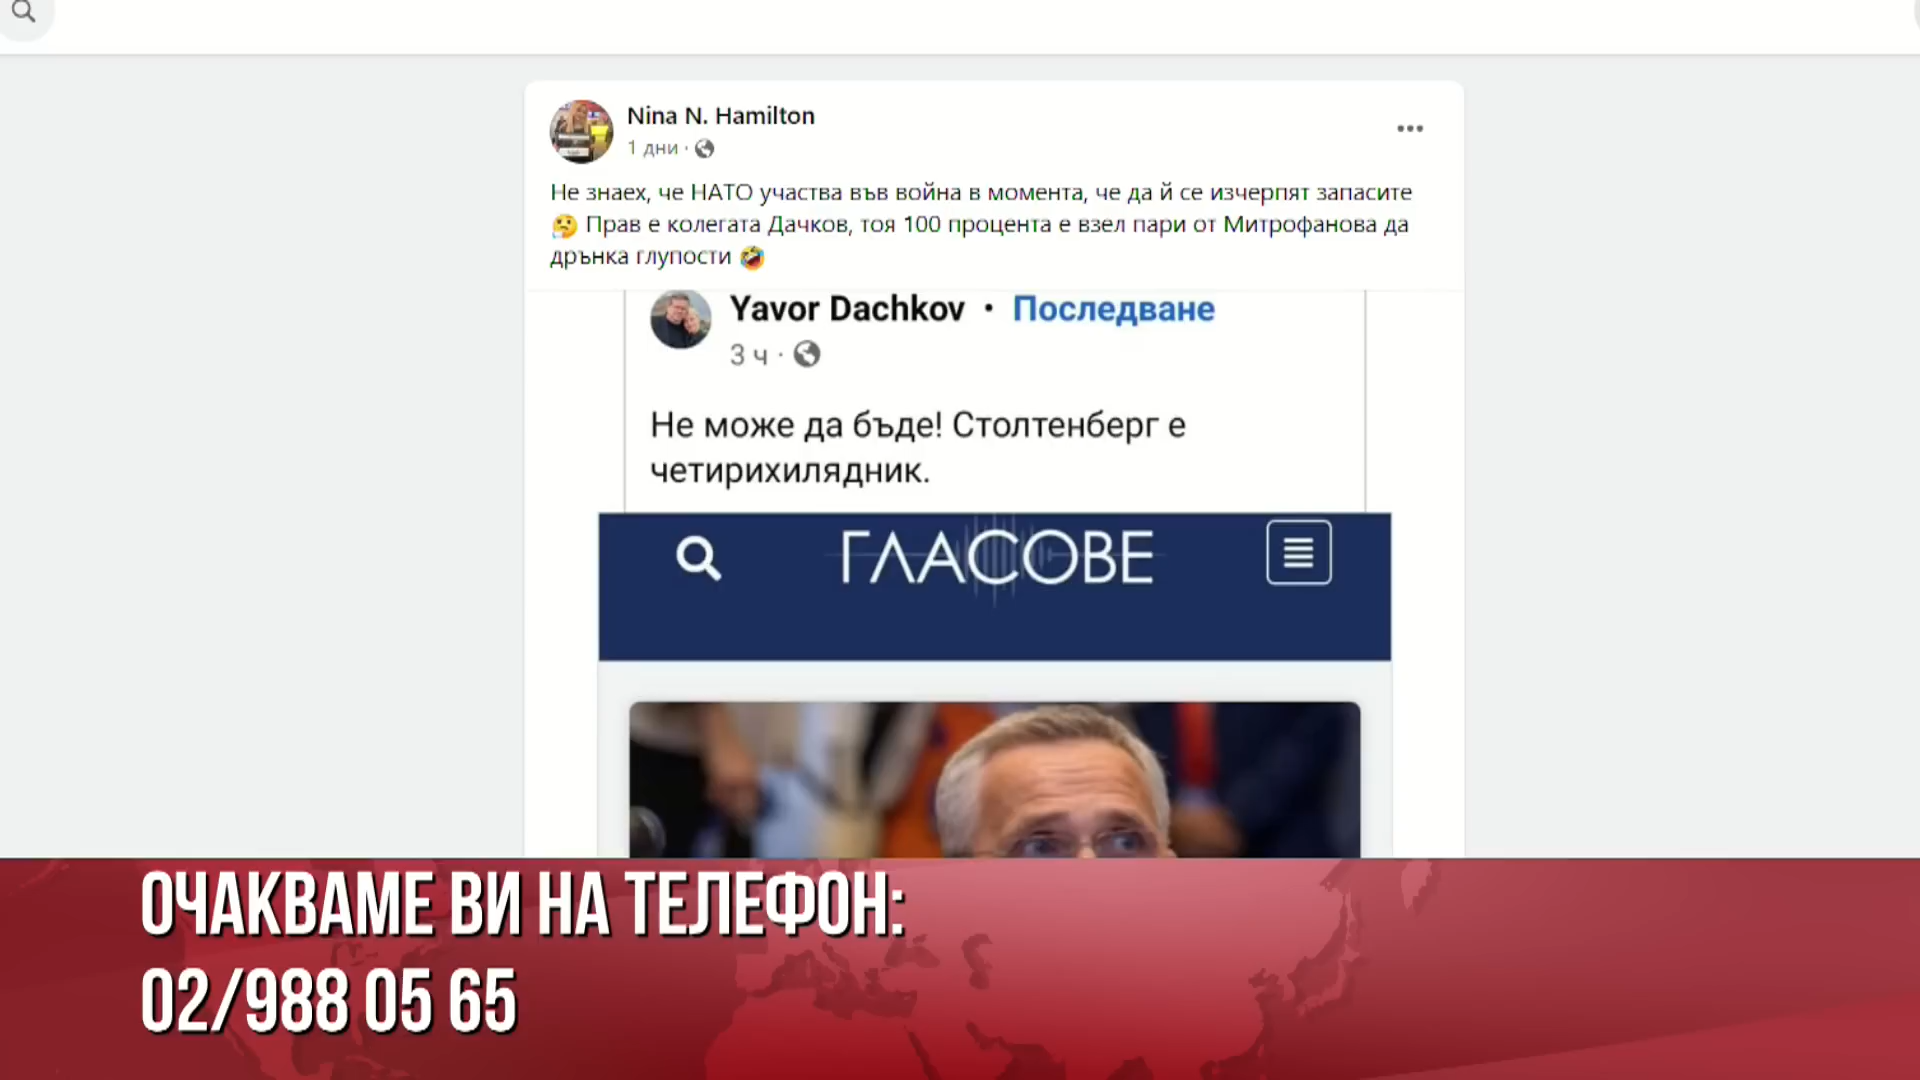 Nina N. Hamilton
1 дни ·
Не знаех, че НАТО участва във война в момента, че да й се изчерпят запасите
🤔 Прав е колегата Дачков, тоя 100 процента е взел пари от Митрофанова да
дрънка глупости 🤣
Yavor Dachkov · Последване
3 ч ·
Не може да бъде! Столтенберг е
четирихилядник.
ГЛАСОВЕ
ОЧАКВАМЕ ВИ НА ТЕЛЕФОН:
02/988 05 65